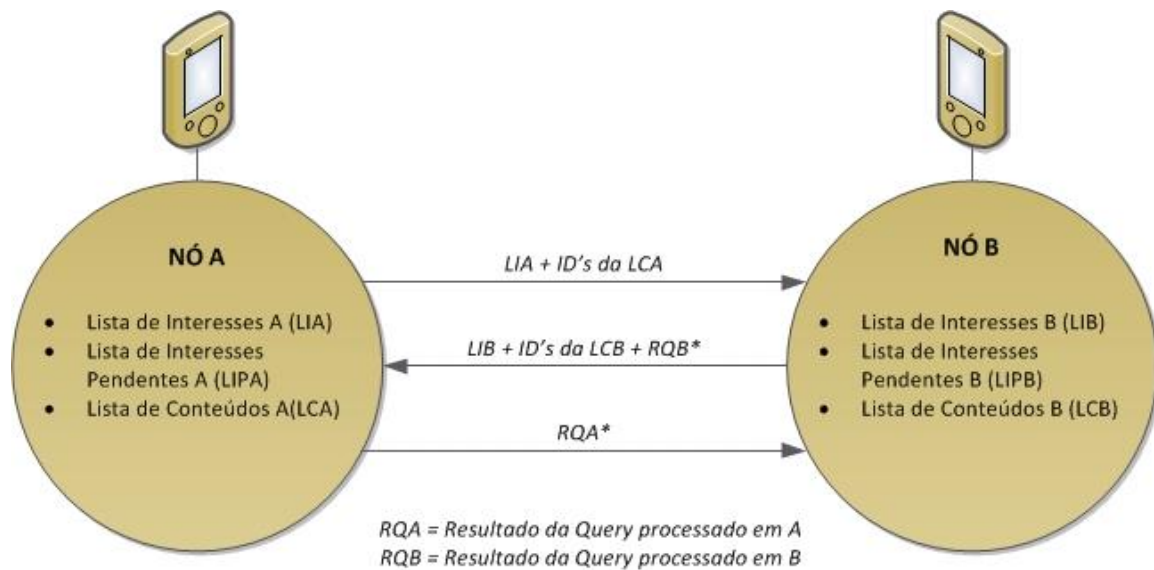 NÓ A
• Lista de Interesses A (LIA)
• Lista de Interesses
Pendentes A (LIPA)
• Lista de Conteúdos A(LCA)
LIA + ID's da LCA
LIB + ID's da LCB + RQB*
RQA*
NÓ B
• Lista de Interesses B (LIB)
• Lista de Interesses
Pendentes B (LIPB)
• Lista de Conteúdos B (LCB)
RQA = Resultado da Query processado em A
RQB = Resultado da Query processado em B